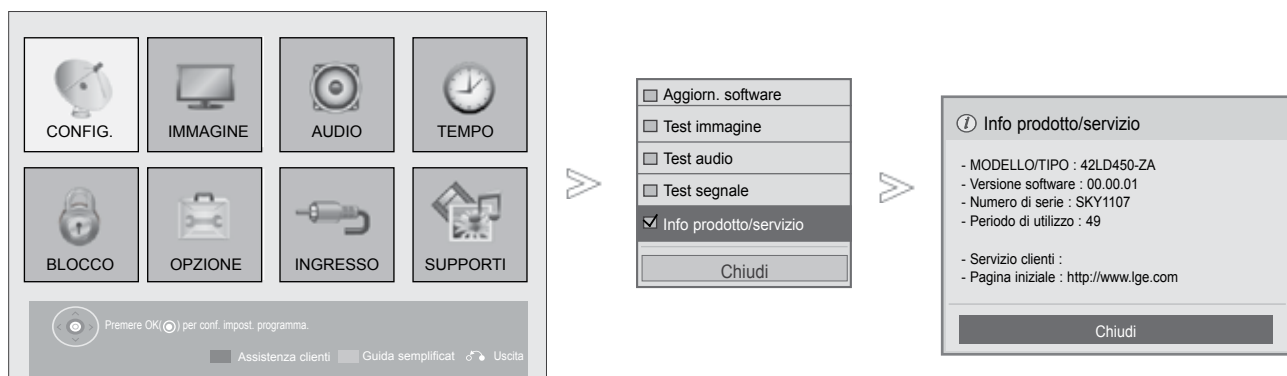 CONFIG.
IMMAGINE
AUDIO
TEMPO
BLOCCO
OPZIONE
INGRESSO
SUPPORTI
Premere OK(◉) per conf. impost. programma.
Assistenza clienti
Guida semplificat
Uscita
Aggiorn. software
Test immagine
Test audio
Test segnale
Info prodotto/servizio
Chiudi
i Info prodotto/servizio
- MODELLO/TIPO : 42LD450-ZA
- Versione software : 00.00.01
- Numero di serie : SKY1107
- Periodo di utilizzo : 49
- Servizio clienti :
- Pagina iniziale : http://www.lge.com
Chiudi